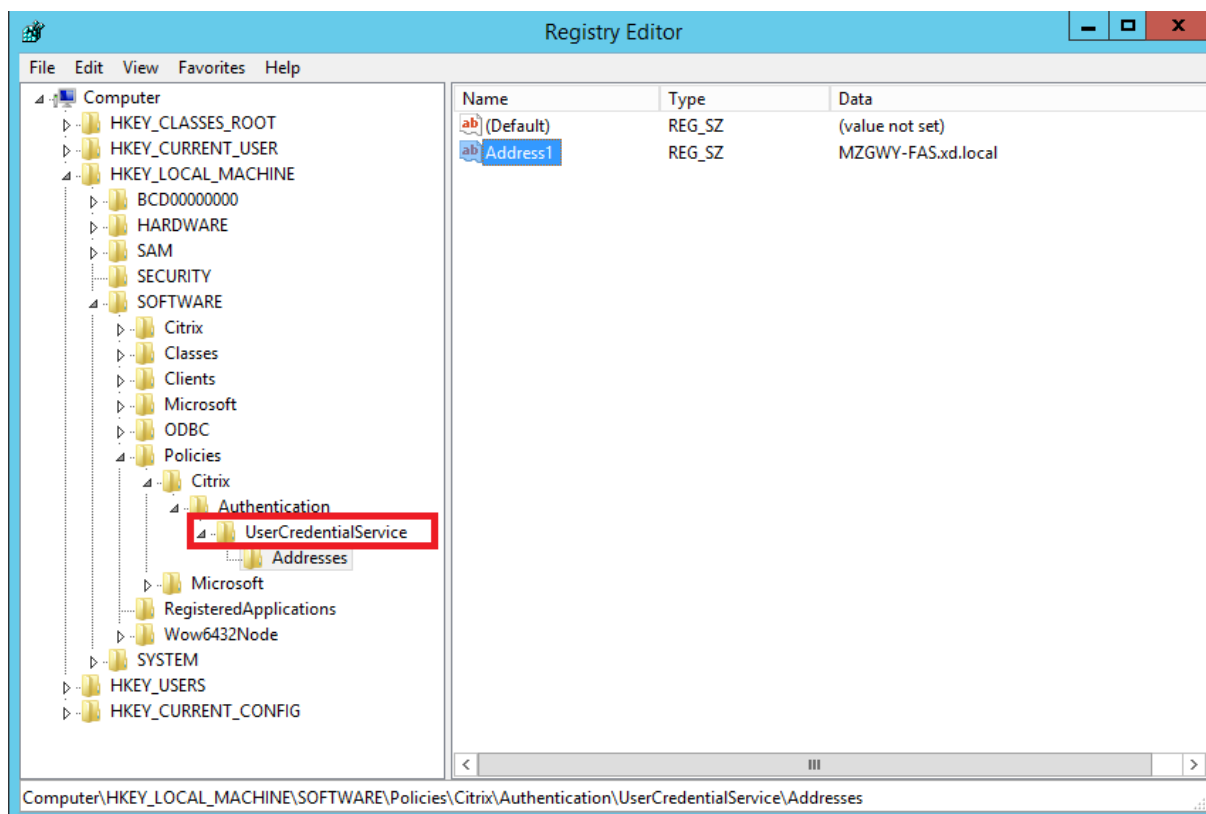 Registry Editor
File Edit View Favorites Help
Computer
HKEY_CLASSES_ROOT
HKEY_CURRENT_USER
HKEY_LOCAL_MACHINE
BCD00000000
HARDWARE
SAM
SECURITY
SOFTWARE
Citrix
Classes
Clients
Microsoft
ODBC
Policies
Citrix
Authentication
UserCredentialService
Addresses
Microsoft
RegisteredApplications
Wow6432Node
SYSTEM
HKEY_USERS
HKEY_CURRENT_CONFIG
Name Type Data
ab (Default) REG_SZ (value not set)
ab Address1 REG_SZ MZGWY-FAS.xd.local
Computer\HKEY_LOCAL_MACHINE\SOFTWARE\Policies\Citrix\Authentication\UserCredentialService\Addresses